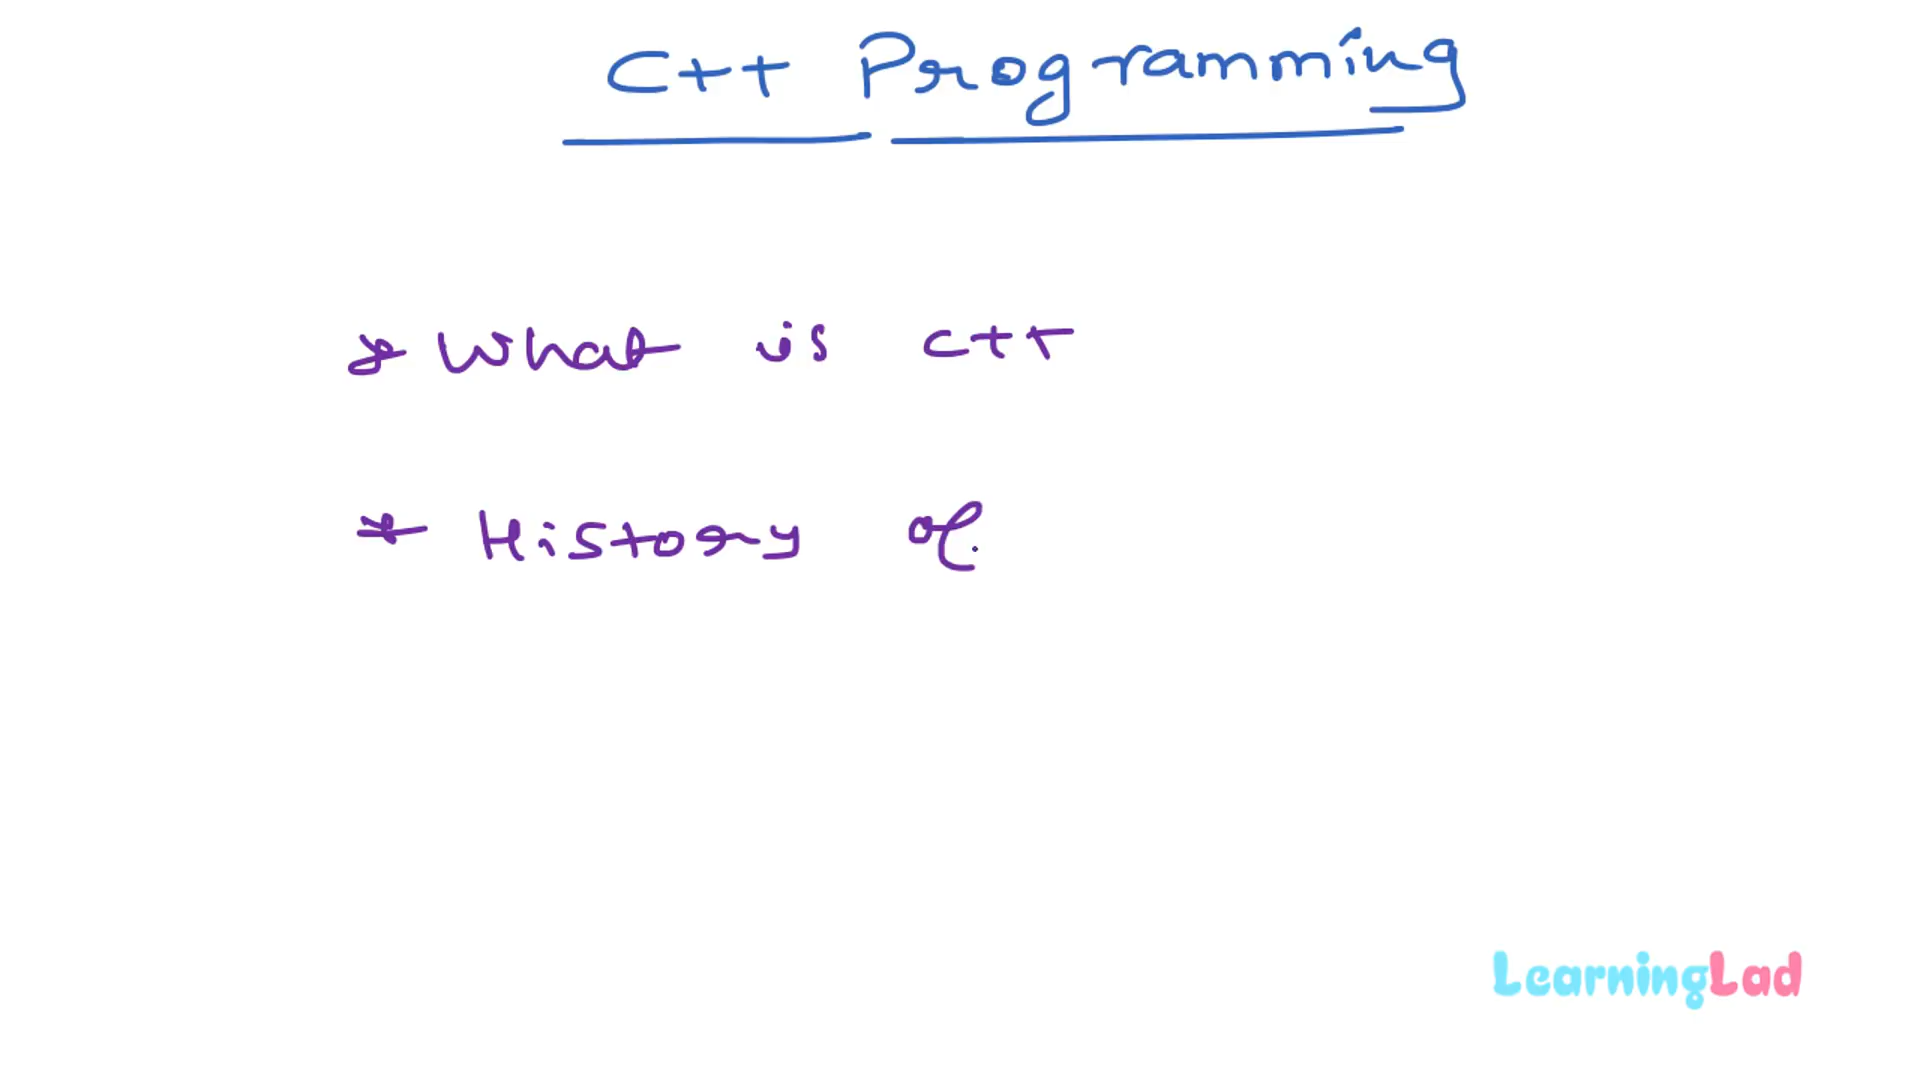 C++ Programming
* What is C++
* History of
LearningLad